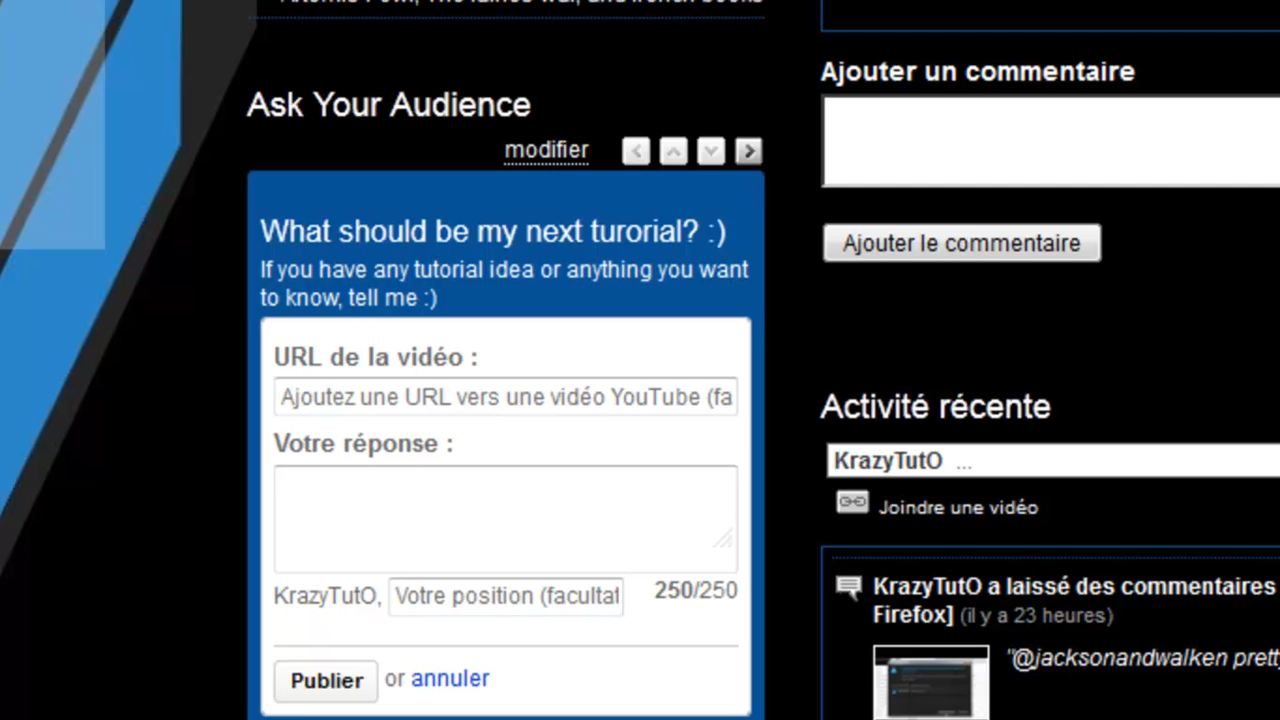 Ask Your Audience
modifier
What should be my next turorial? :)
If you have any tutorial idea or anything you want
to know, tell me :)
URL de la vidéo :
Ajoutez une URL vers une vidéo YouTube (fa
Votre réponse :
KrazyTutO, Votre position (facultat 250/250
Publier or annuler
Ajouter un commentaire
Ajouter le commentaire
Activité récente
KrazyTutO ...
Joindre une vidéo
KrazyTutO a laissé des commentaires
Firefox] (il y a 23 heures)
"@jacksonandwalken pretty